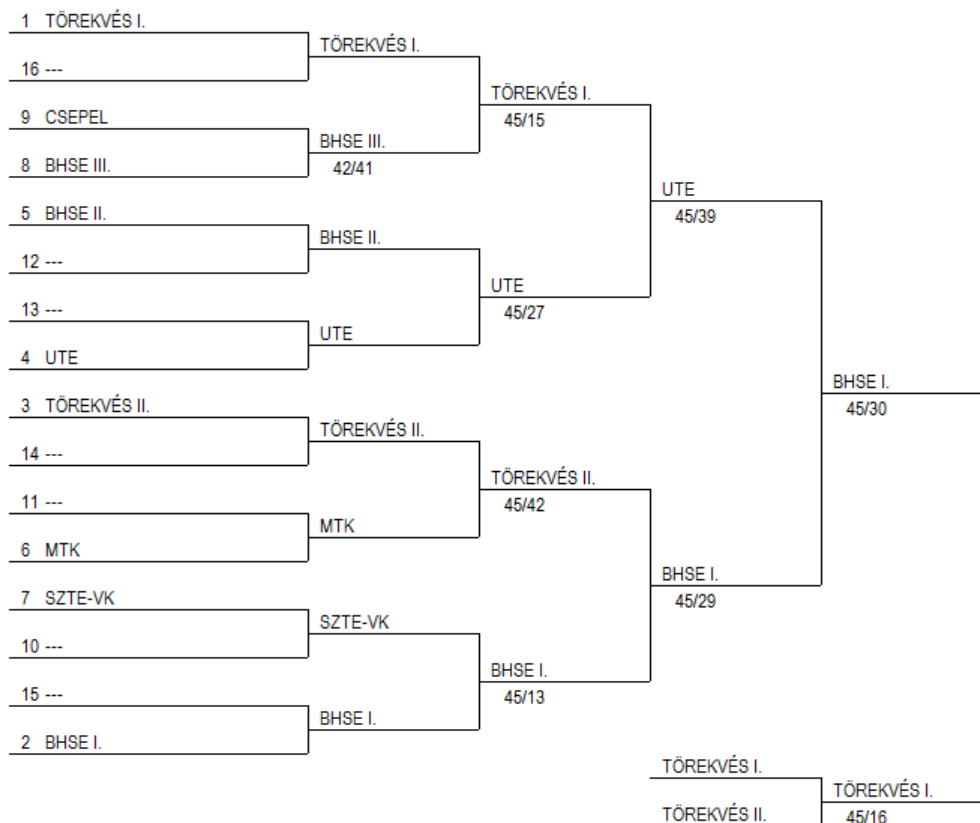 1 TÖREKVÉS I.
16 ---
9 CSEPEL
8 BHSE III.
5 BHSE II.
12 ---
13 ---
4 UTE
3 TÖREKVÉS II.
14 ---
11 ---
6 MTK
7 SZTE-VK
10 ---
15 ---
2 BHSE I.
TÖREKVÉS I.
BHSE III.
42/41
BHSE II.
UTE
TÖREKVÉS II.
MTK
SZTE-VK
BHSE I.
TÖREKVÉS I.
45/15
UTE
45/27
TÖREKVÉS II.
45/42
BHSE I.
45/13
UTE
45/39
BHSE I.
45/29
BHSE I.
45/30
TÖREKVÉS I.
TÖREKVÉS II.
TÖREKVÉS I.
45/16